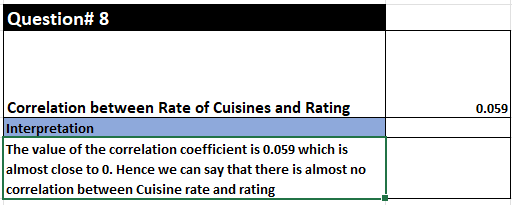 Question# 8
Correlation between Rate of Cuisines and Rating 0.059
Interpretation
The value of the correlation coefficient is 0.059 which is
almost close to 0. Hence we can say that there is almost no
correlation between Cuisine rate and rating